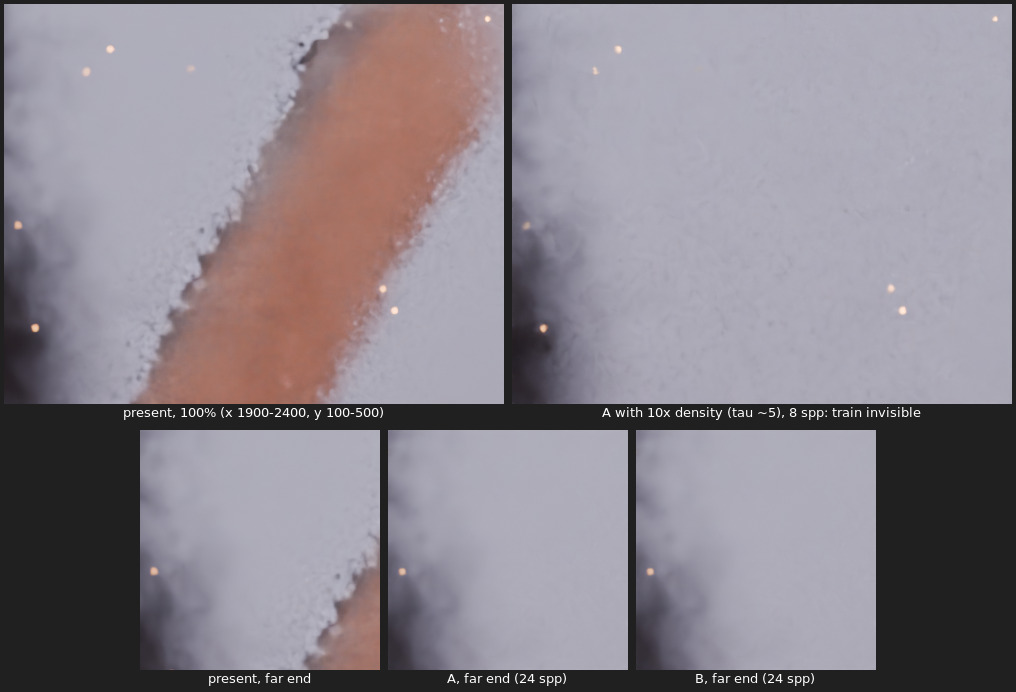 present, 100% (x 1900-2400, y 100-500)
A with 10x density (tau ~5), 8 spp: train invisible
present, far end
A, far end (24 spp)
B, far end (24 spp)